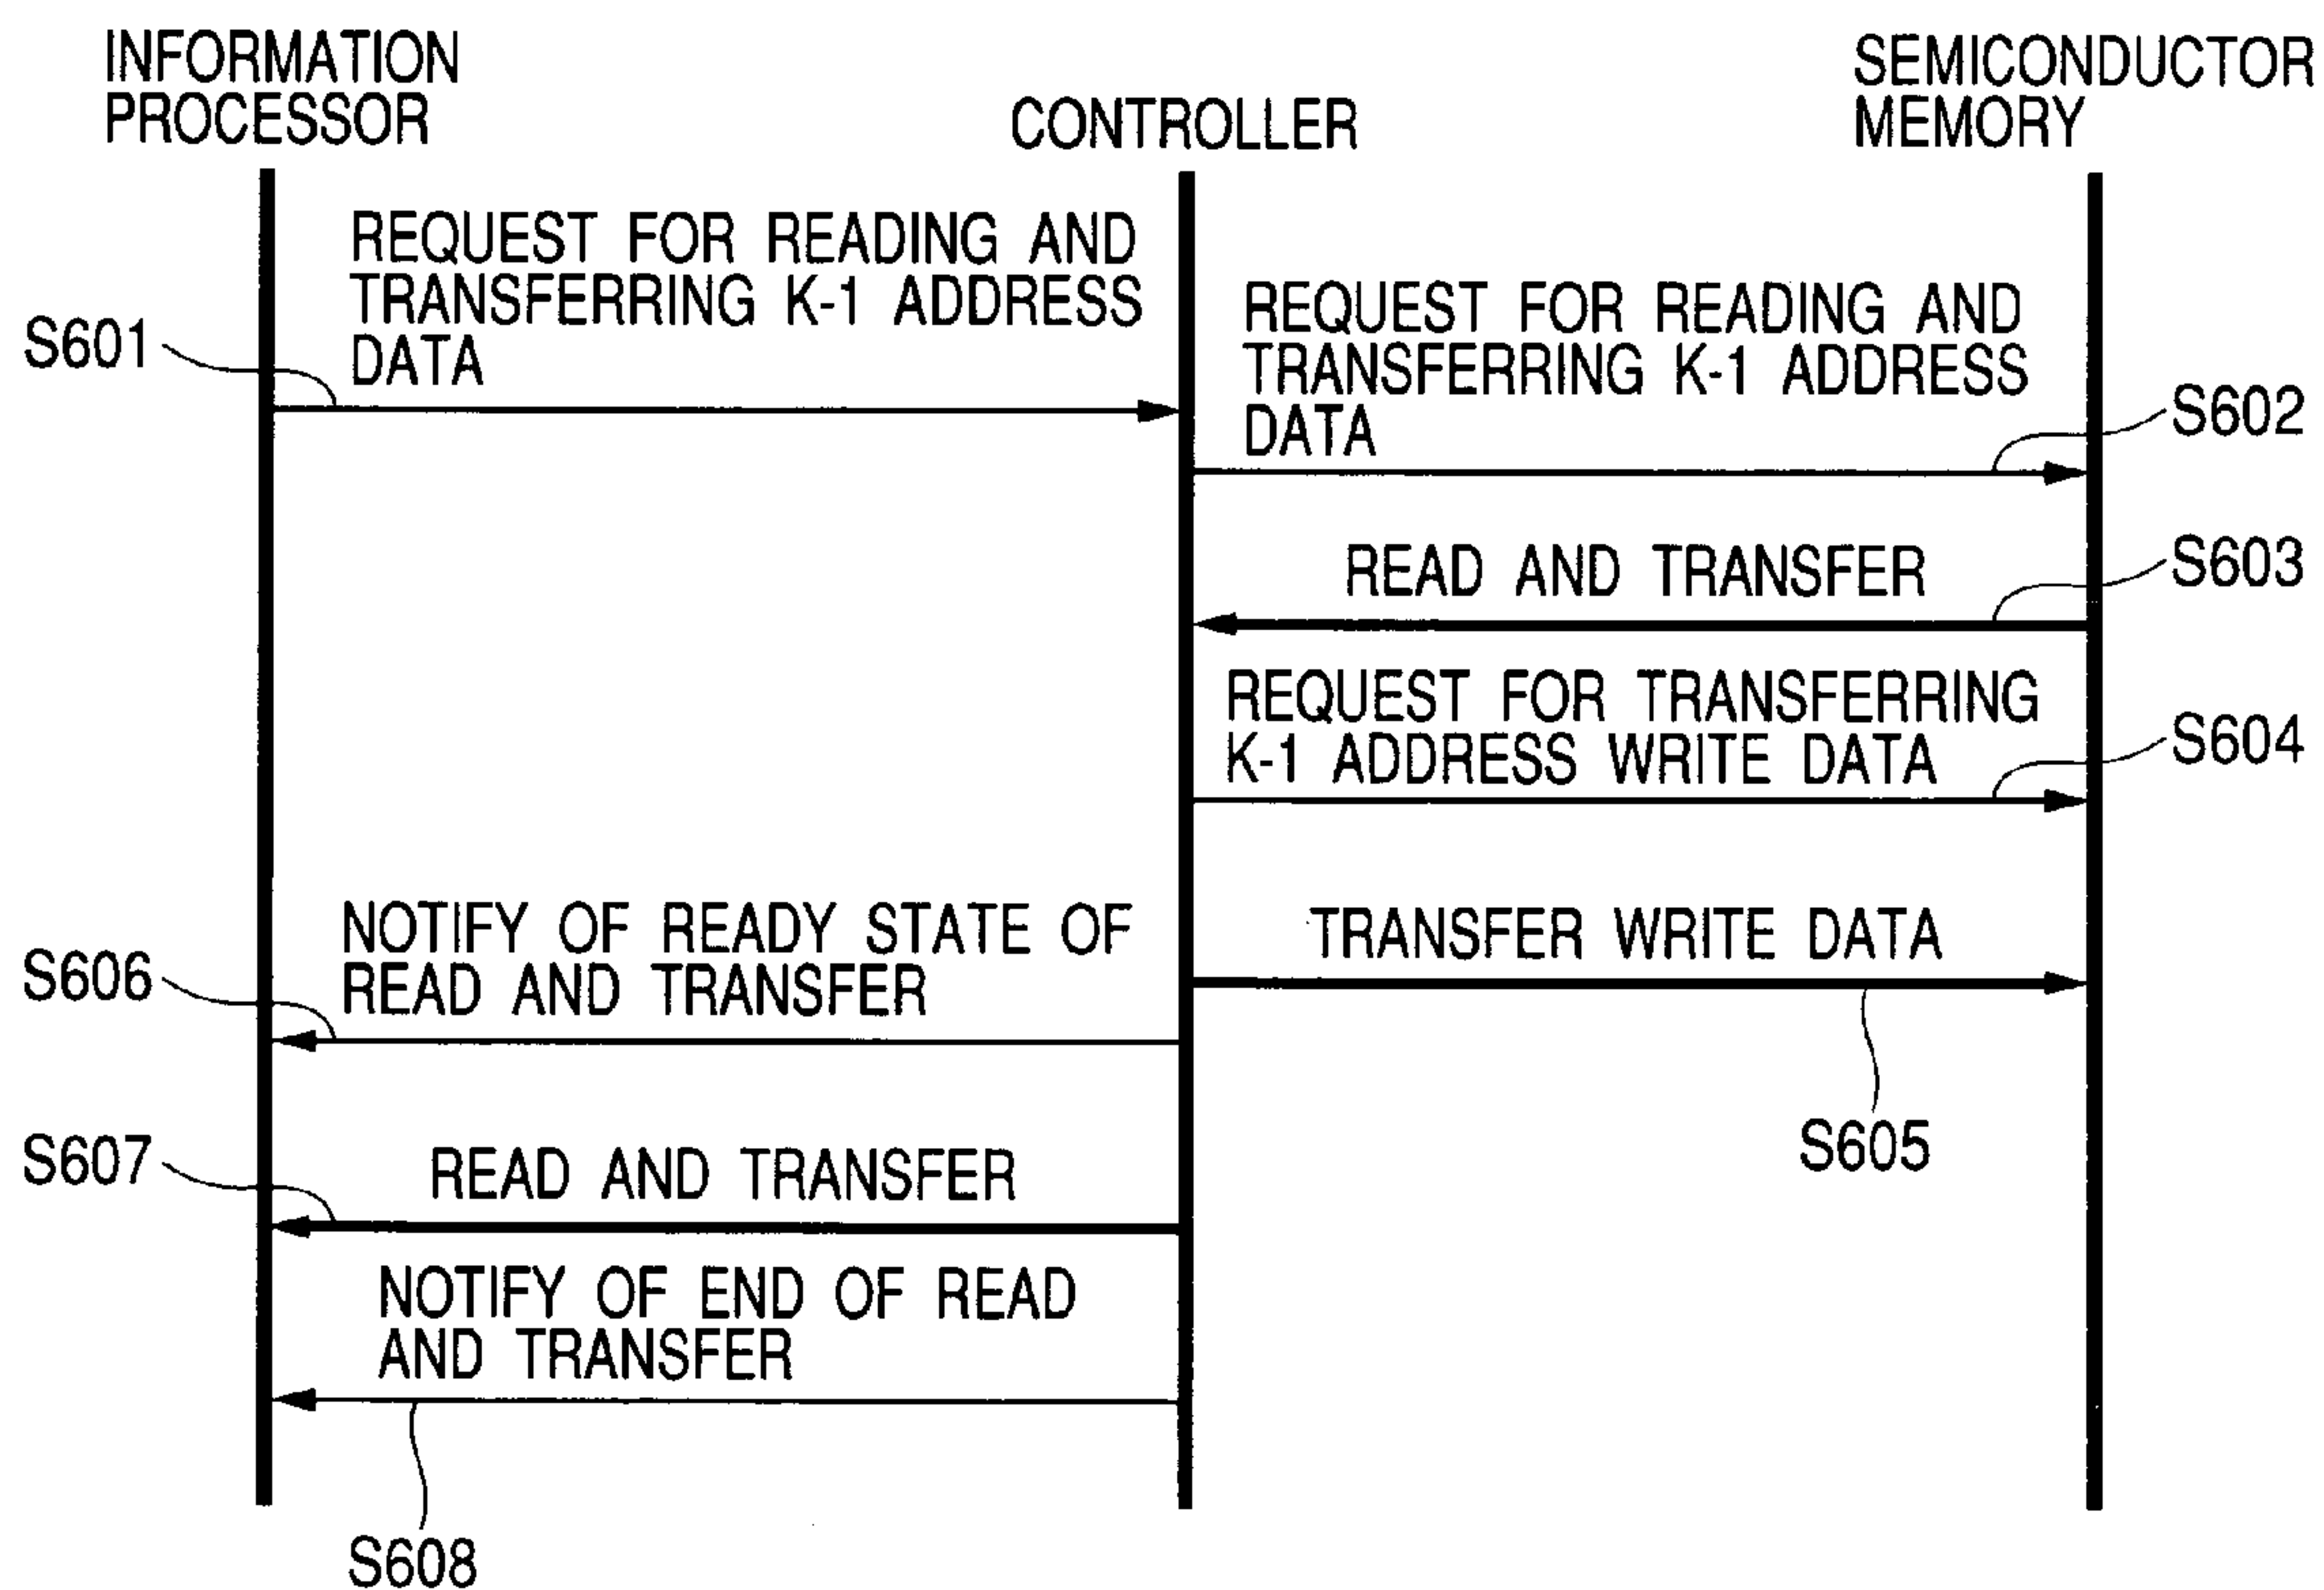 INFORMATION
PROCESSOR
CONTROLLER
SEMICONDUCTOR
MEMORY
REQUEST FOR READING AND
TRANSFERRING K-1 ADDRESS
DATA
S601
REQUEST FOR READING AND
TRANSFERRING K-1 ADDRESS
DATA
S602
READ AND TRANSFER
S603
REQUEST FOR TRANSFERRING
K-1 ADDRESS WRITE DATA
S604
NOTIFY OF READY STATE OF
READ AND TRANSFER
S606
TRANSFER WRITE DATA
S605
S607
READ AND TRANSFER
NOTIFY OF END OF READ
AND TRANSFER
S608